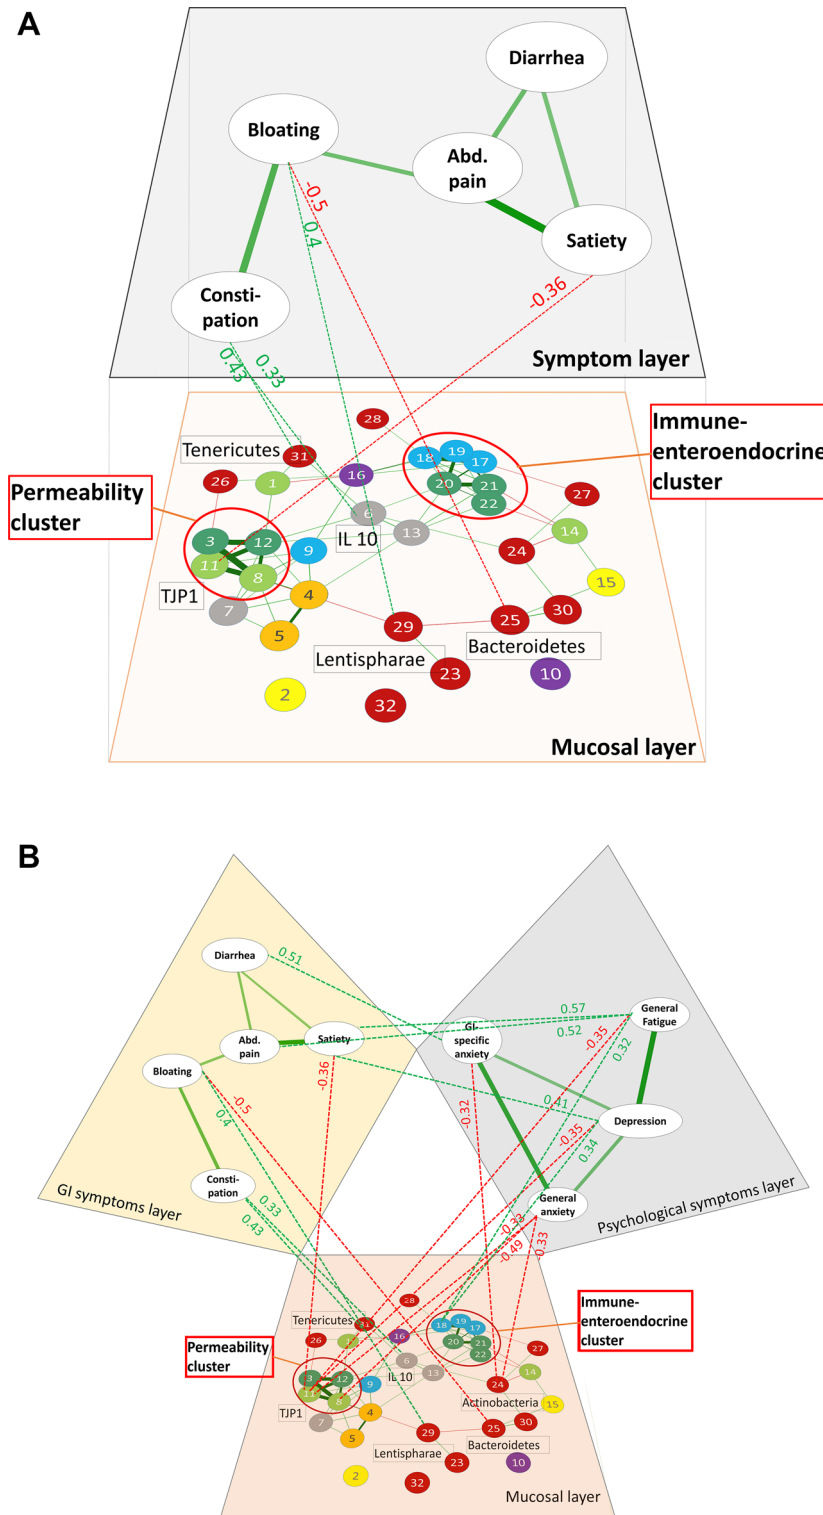 A
Diarrhea
Bloating
Abd.
pain
Satiety
Consti-
pation
-0.5
0.4
-0.36
0.43
0.33
Symptom layer
Immune-
enteroendocrine
cluster
Permeability
cluster
Tenericutes
28
31
26
1
16
18
19
17
20
21
22
27
6
IL 10
13
14
24
3
12
11
8
9
TJP1
7
4
15
5
29
25
30
Lentispharae
Bacteroidetes
23
10
2
32
Mucosal layer
B
Diarrhea
0.51
Abd.
pain
Satiety
Bloating
Consti-
pation
GI symptoms layer
-0.36
-0.5
0.4
0.33
0.43
GI-
specific
anxiety
General
Fatigue
Depression
General
anxiety
Psychological symptoms layer
0.57
0.52
-0.35
0.32
0.41
-0.32
-0.35
0.34
-0.33
-0.49
-0.33
Immune-
enteroendocrine
cluster
Permeability
cluster
Tenericutes
28
31
26
1
16
18
19
17
20
21
22
27
6
IL 10
13
14
24
Actinobacteria
3
12
11
8
9
TJP1
7
4
15
5
29
25
30
Lentispharae
Bacteroidetes
23
10
2
32
Mucosal layer